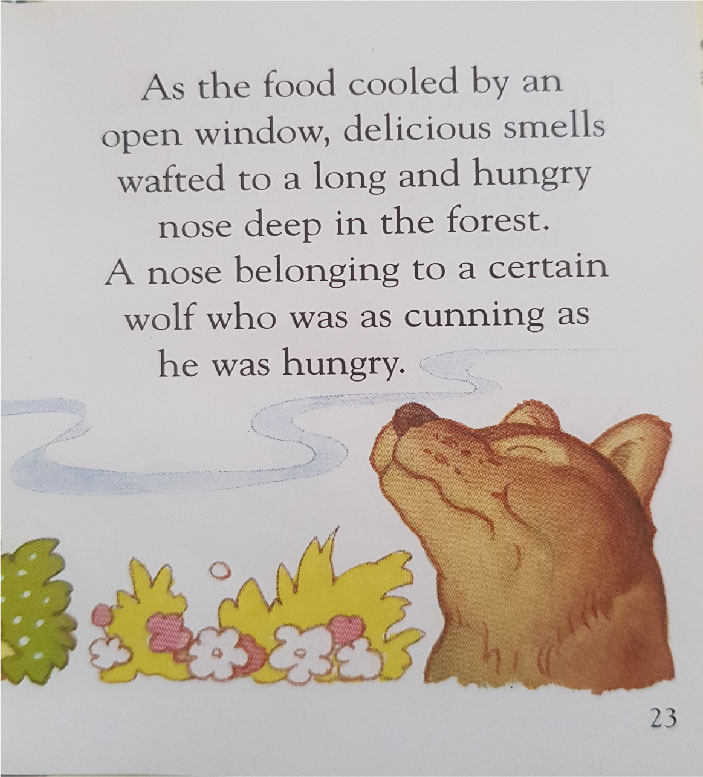 As the food cooled by an
open window, delicious smells
wafted to a long and hungry
nose deep in the forest.
A nose belonging to a certain
wolf who was as cunning as
he was hungry.
23